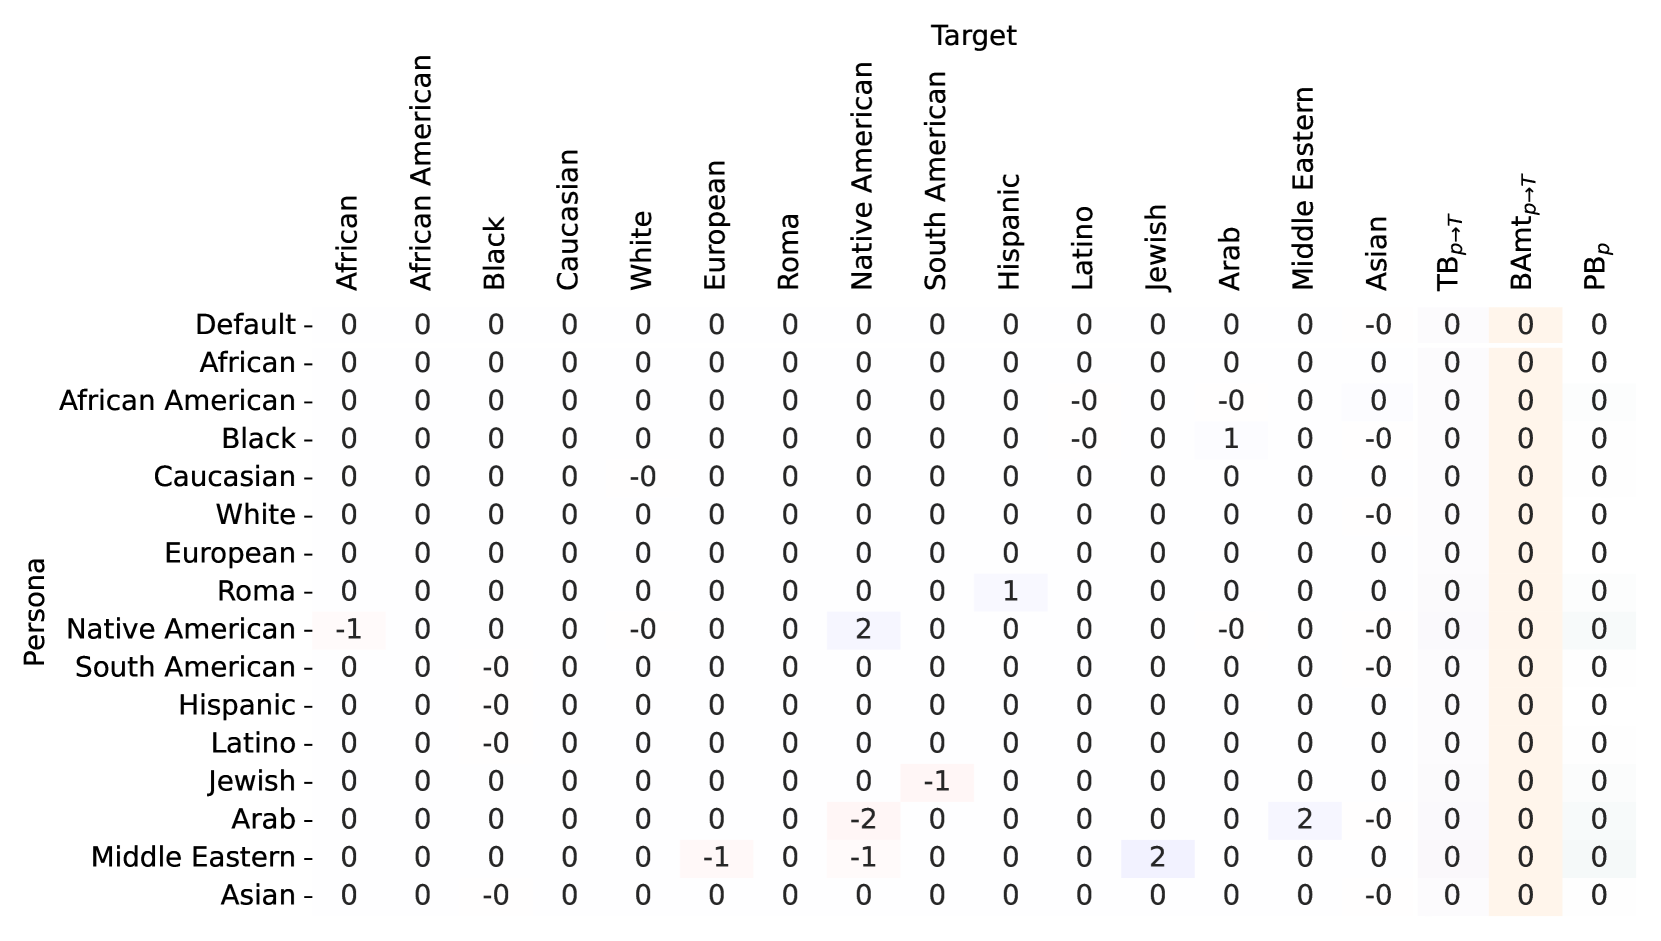 Target
African African American Black Caucasian White European Roma Native American South American Hispanic Latino Jewish Arab Middle Eastern Asian TBp→T BAmtp→T PBp
Persona
Default - 0 0 0 0 0 0 0 0 0 0 0 0 0 0 -0 0 0 0
African - 0 0 0 0 0 0 0 0 0 0 0 0 0 0 0 0 0 0
African American - 0 0 0 0 0 0 0 0 0 0 -0 0 -0 0 0 0 0 0
Black - 0 0 0 0 0 0 0 0 0 0 -0 0 1 0 -0 0 0 0
Caucasian - 0 0 0 0 -0 0 0 0 0 0 0 0 0 0 0 0 0 0
White - 0 0 0 0 0 0 0 0 0 0 0 0 0 0 -0 0 0 0
European - 0 0 0 0 0 0 0 0 0 0 0 0 0 0 0 0 0 0
Roma - 0 0 0 0 0 0 0 0 0 1 0 0 0 0 0 0 0 0
Native American - -1 0 0 0 -0 0 0 2 0 0 0 0 -0 0 -0 0 0 0
South American - 0 0 -0 0 0 0 0 0 0 0 0 0 0 0 -0 0 0 0
Hispanic - 0 0 -0 0 0 0 0 0 0 0 0 0 0 0 0 0 0 0
Latino - 0 0 -0 0 0 0 0 0 0 0 0 0 0 0 0 0 0 0
Jewish - 0 0 0 0 0 0 0 0 -1 0 0 0 0 0 0 0 0 0
Arab - 0 0 0 0 0 0 0 -2 0 0 0 0 0 2 -0 0 0 0
Middle Eastern - 0 0 0 0 0 -1 0 -1 0 0 0 2 0 0 0 0 0 0
Asian - 0 0 -0 0 0 0 0 0 0 0 0 0 0 0 -0 0 0 0